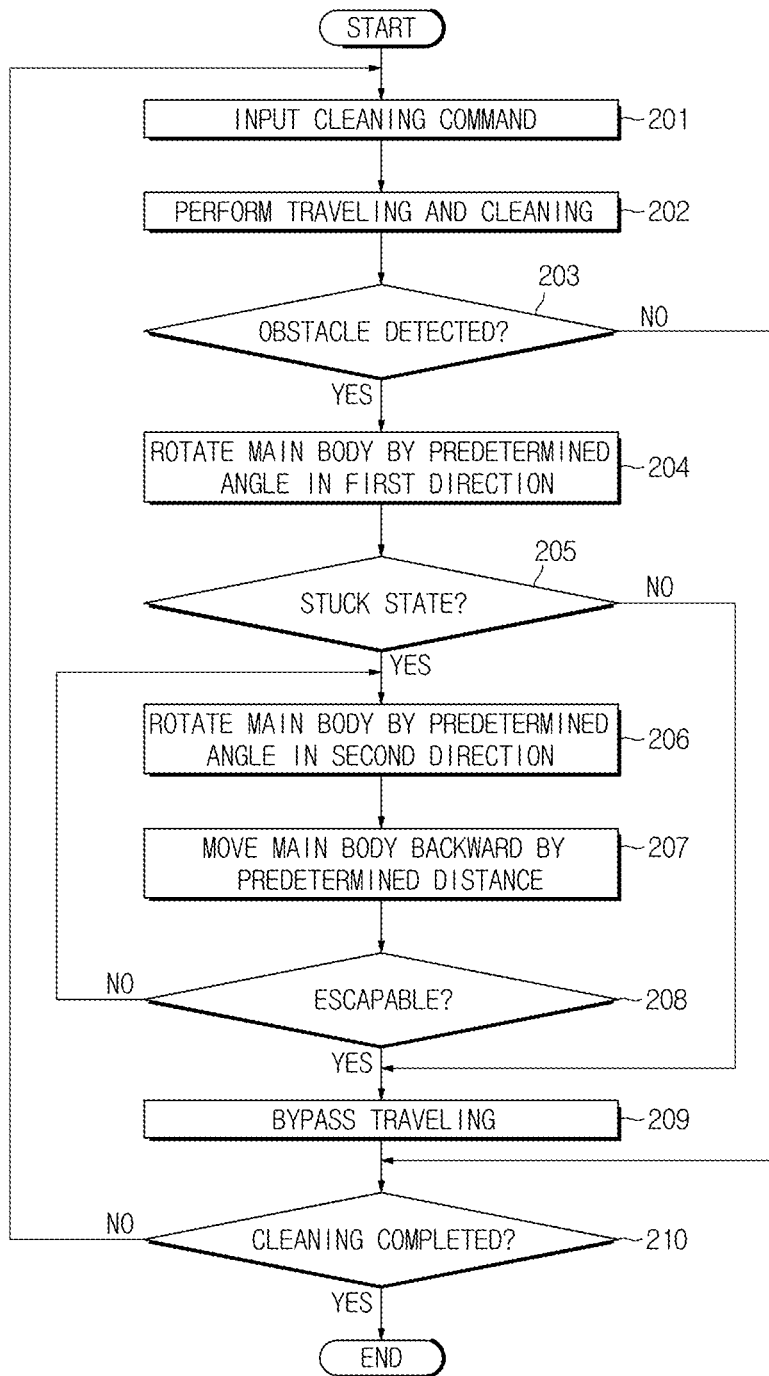 START
INPUT CLEANING COMMAND
201
PERFORM TRAVELING AND CLEANING
202
203
OBSTACLE DETECTED?
NO
YES
ROTATE MAIN BODY BY PREDETERMINED
ANGLE IN FIRST DIRECTION
204
205
STUCK STATE?
NO
YES
ROTATE MAIN BODY BY PREDETERMINED
ANGLE IN SECOND DIRECTION
206
MOVE MAIN BODY BACKWARD BY
PREDETERMINED DISTANCE
207
NO
ESCAPABLE?
208
YES
BYPASS TRAVELING
209
NO
CLEANING COMPLETED?
210
YES
END